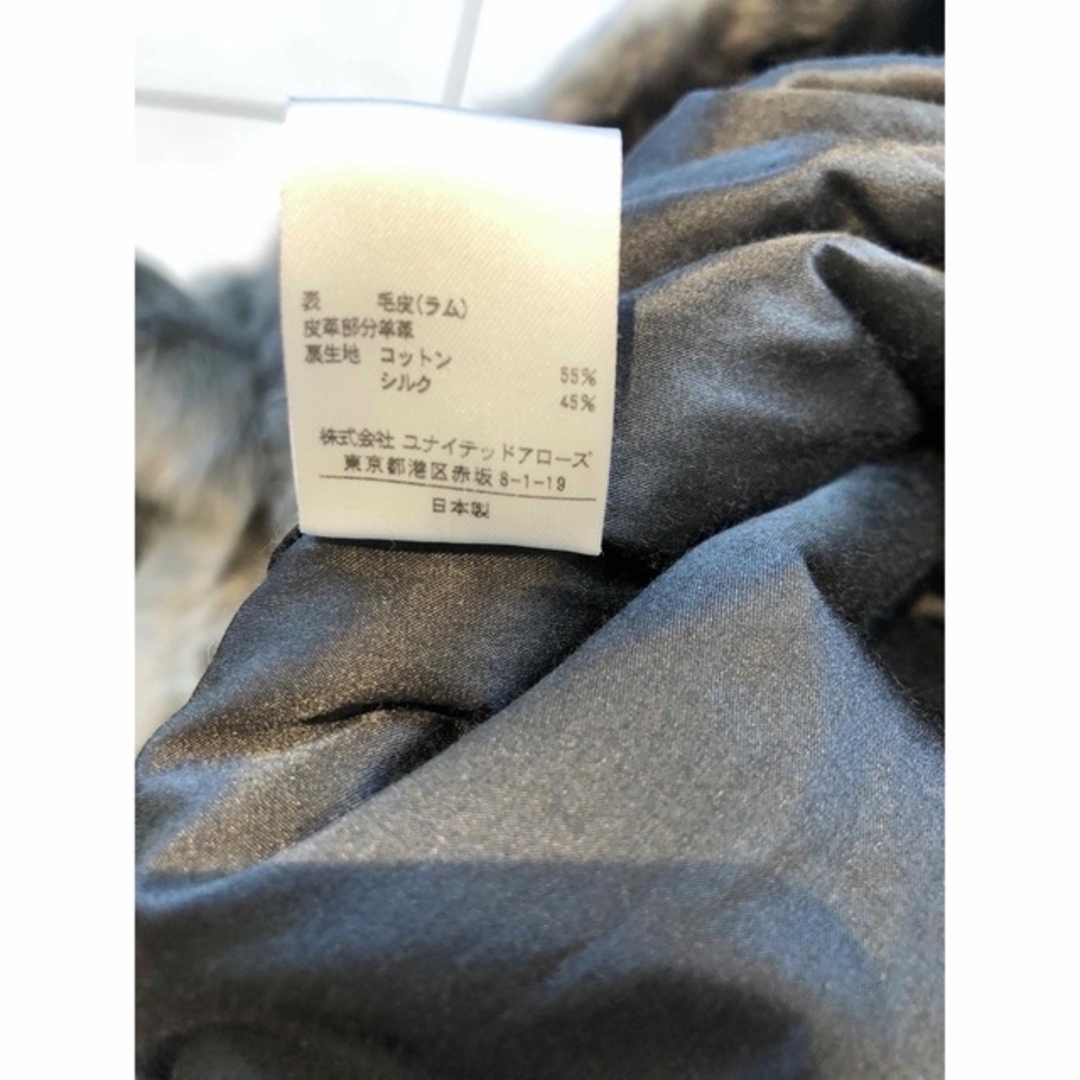 表 毛皮(ラム)
皮革部分羊革
裏生地 コットン 55%
シルク 45%
株式会社 ユナイテッドアローズ
東京都港区赤坂 8-1-19
日本製